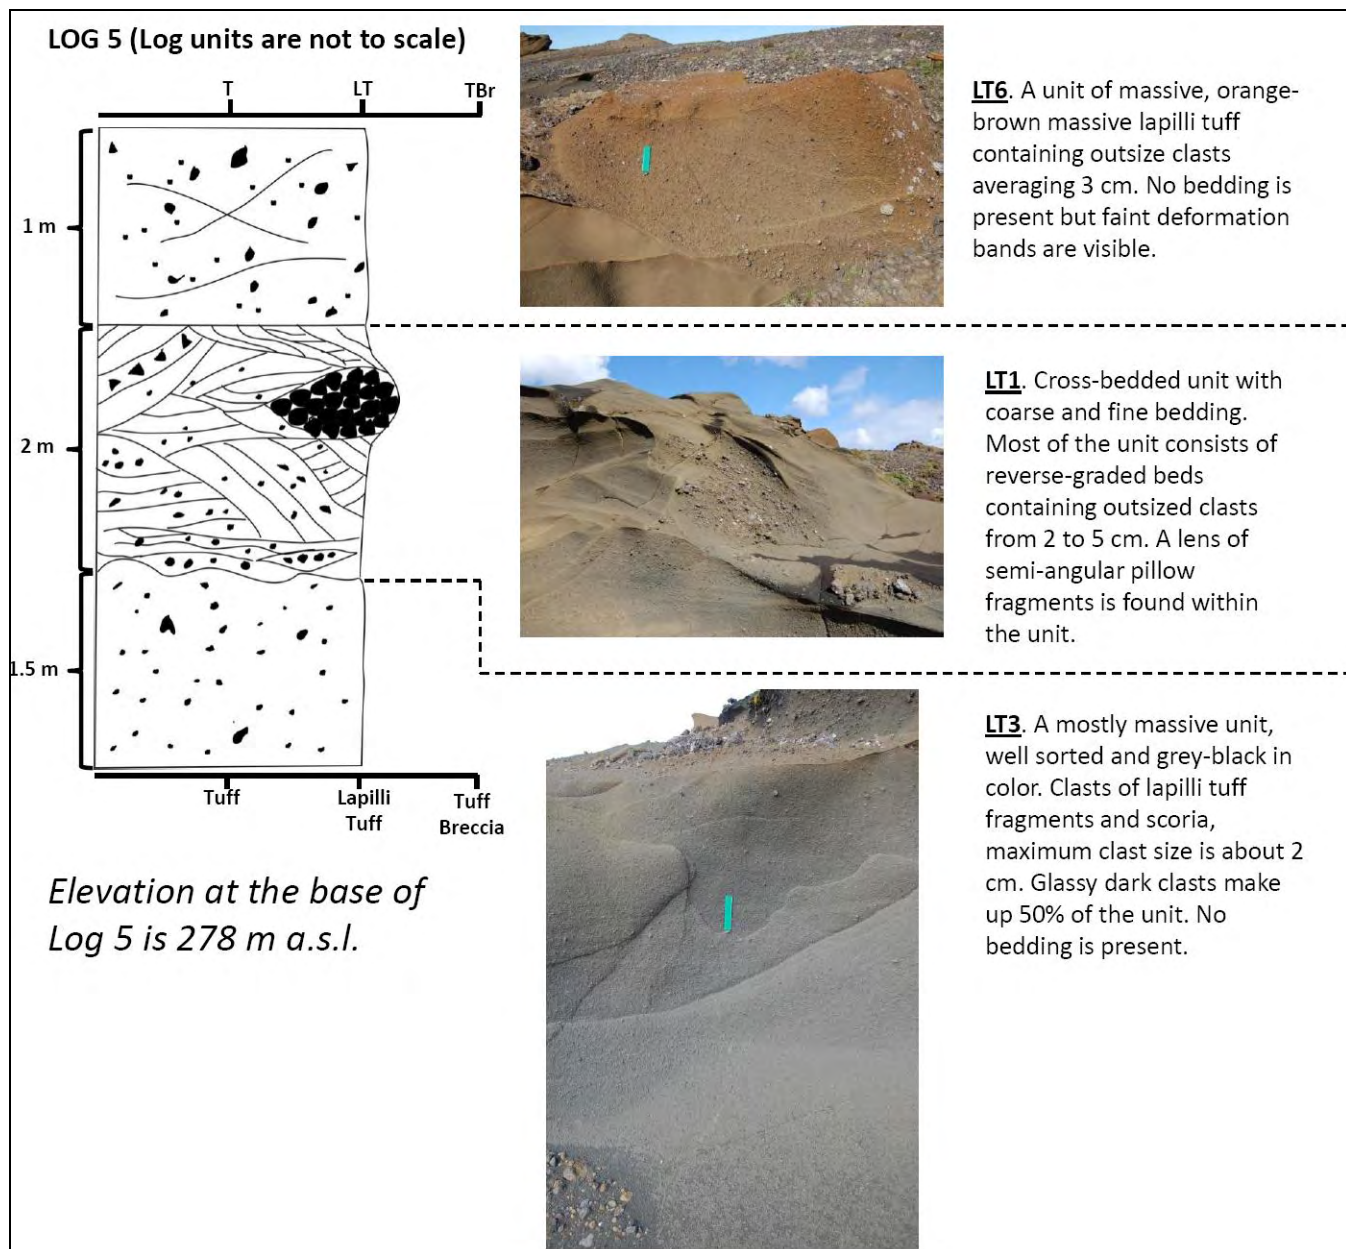 LOG 5 (Log units are not to scale)
T LT TBr
1 m
2 m
1.5 m
Tuff Lapilli Tuff Tuff Breccia
Elevation at the base of
Log 5 is 278 m a.s.l.
LT6. A unit of massive, orange-
brown massive lapilli tuff
containing outsize clasts
averaging 3 cm. No bedding is
present but faint deformation
bands are visible.
LT1. Cross-bedded unit with
coarse and fine bedding.
Most of the unit consists of
reverse-graded beds
containing outsized clasts
from 2 to 5 cm. A lens of
semi-angular pillow
fragments is found within
the unit.
LT3. A mostly massive unit,
well sorted and grey-black in
color. Clasts of lapilli tuff
fragments and scoria,
maximum clast size is about 2
cm. Glassy dark clasts make
up 50% of the unit. No
bedding is present.